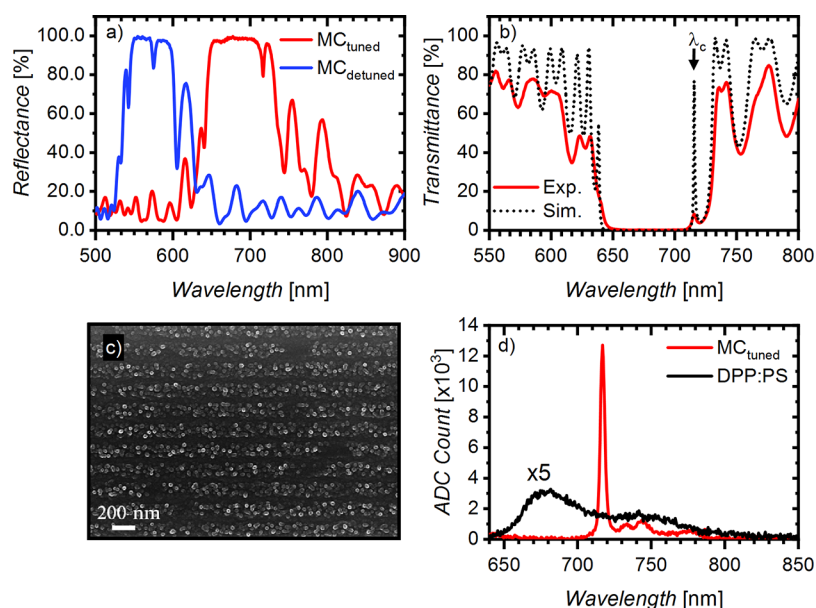 a)
MCtuned
MCdetuned
Reflectance [%]
100.0
80.0
60.0
40.0
20.0
0.0
500 600 700 800 900
Wavelength [nm]
b)
λc
Transmittance [%]
100
80
60
40
20
0
Exp.
Sim.
550 600 650 700 750 800
Wavelength [nm]
c)
200 nm
d)
MCtuned
DPP:PS
x5
ADC Count [x10³]
14
12
10
8
6
4
2
0
650 700 750 800 850
Wavelength [nm]